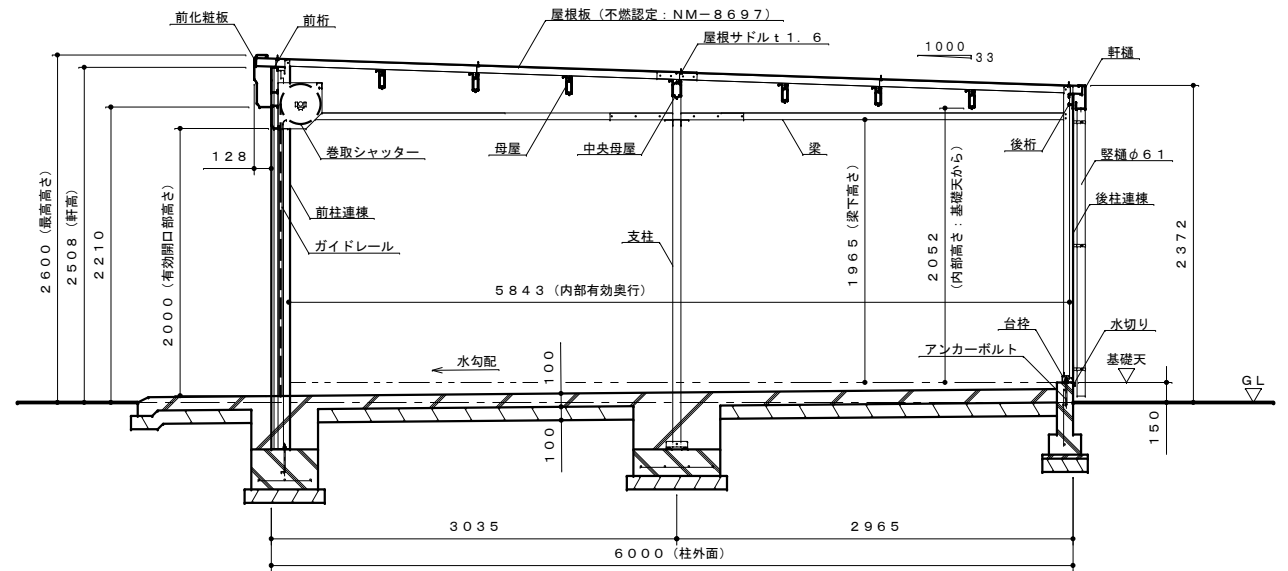 屋根板（不燃認定：ＮＭ－８６９７）
前化粧板
前桁
屋根サドルｔ１．６
１０００
３３
軒樋
巻取シャッター
母屋
中央母屋
梁
後桁
竪樋φ６１
１２８
前柱連棟
後柱連棟
ガイドレール
支柱
２６００（最高高さ）
２５０８（軒高）
２２１０
２０００（有効開口部高さ）
１９６５（梁下高さ）
２０５２
（内部高さ：基礎天から）
２３７２
５８４３（内部有効奥行）
台枠
水切り
アンカーボルト
基礎天
水勾配
１００
１００
ＧＬ
１５０
３０３５
２９６５
６０００（柱外面）